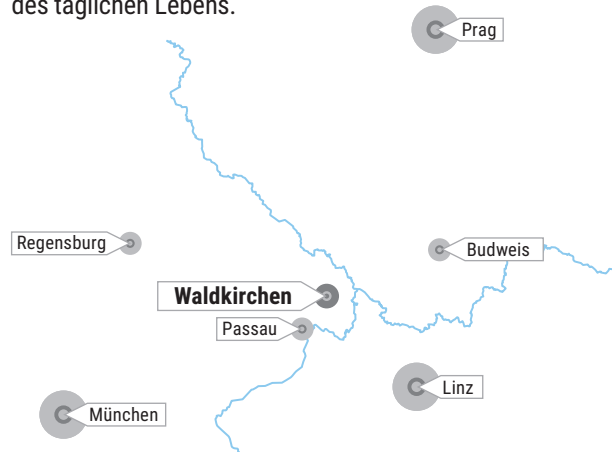 des täglichen Lebens.
Prag
Regensburg
Budweis
Waldkirchen
Passau
Linz
München